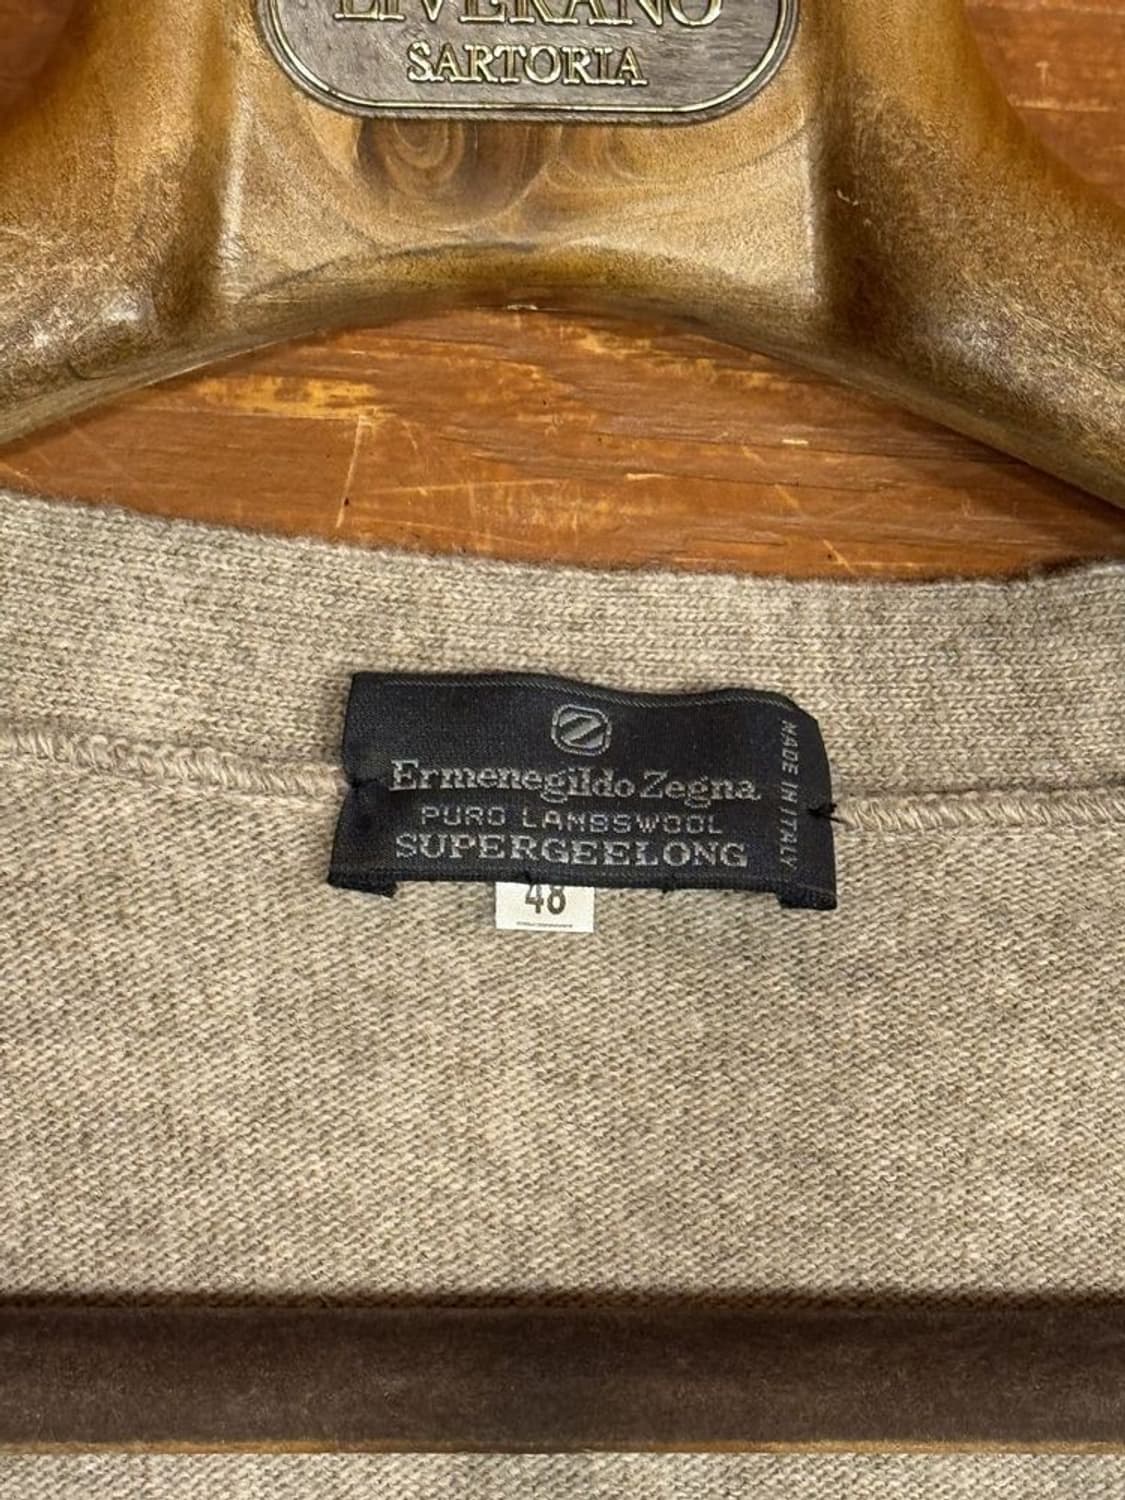 LIVERANO
SARTORIA
Z
Ermenegildo Zegna
PURO LAMBSWOOL
SUPERGEELONG
MADE IN ITALY
48